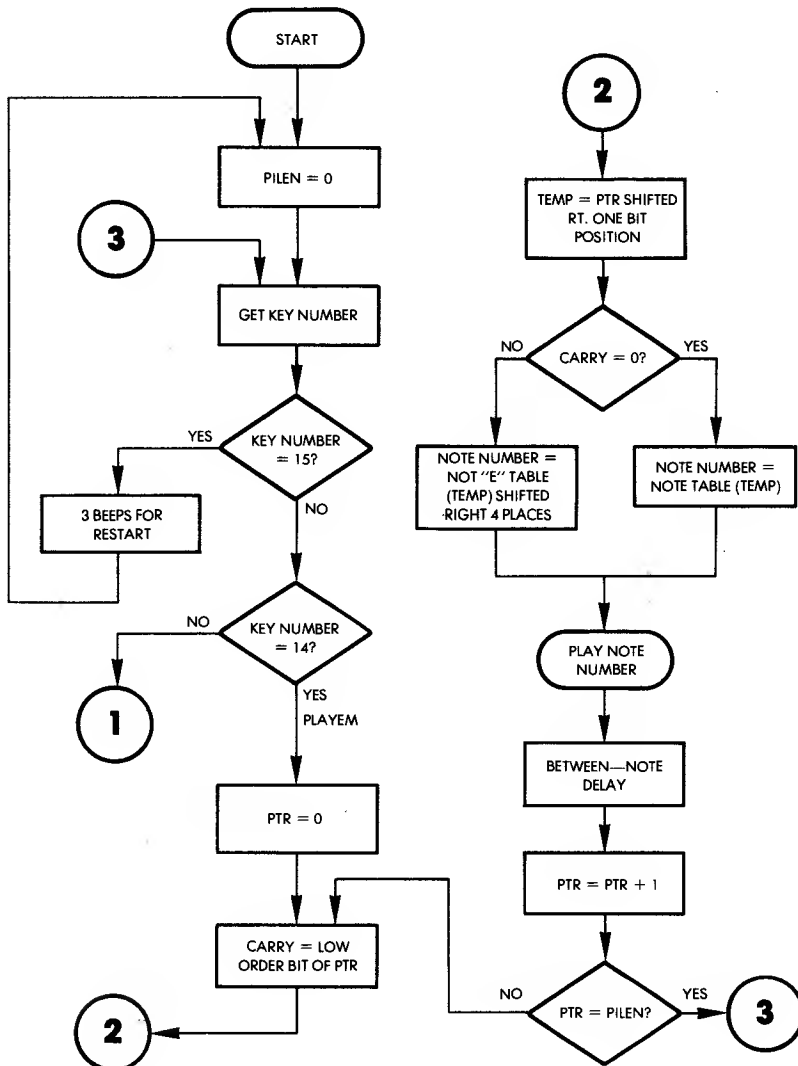 START
PILEN = 0
3
GET KEY NUMBER
YES
KEY NUMBER
= 15?
NO
3 BEEPS FOR
RESTART
NO
KEY NUMBER
= 14?
1
YES
PLAYEM
PTR = 0
CARRY = LOW
ORDER BIT OF PTR
2
2
TEMP = PTR SHIFTED
RT. ONE BIT
POSITION
NO
CARRY = 0?
YES
NOTE NUMBER =
NOT "E" TABLE
(TEMP) SHIFTED
RIGHT 4 PLACES
NOTE NUMBER =
NOTE TABLE (TEMP)
PLAY NOTE
NUMBER
BETWEEN—NOTE
DELAY
PTR = PTR + 1
NO
PTR = PILEN?
YES
3